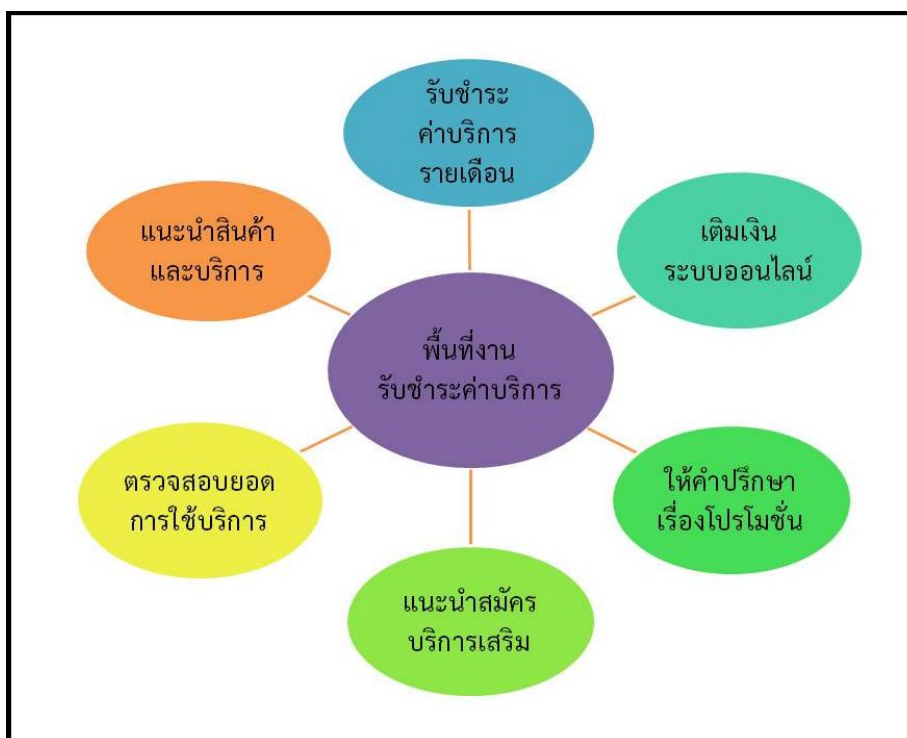 รับชำระ
ค่าบริการ
รายเดือน
แนะนำสินค้า
และบริการ
เติมเงิน
ระบบออนไลน์
พื้นที่งาน
รับชำระค่าบริการ
ตรวจสอบยอด
การใช้บริการ
ให้คำปรึกษา
เรื่องโปรโมชั่น
แนะนำสมัคร
บริการเสริม